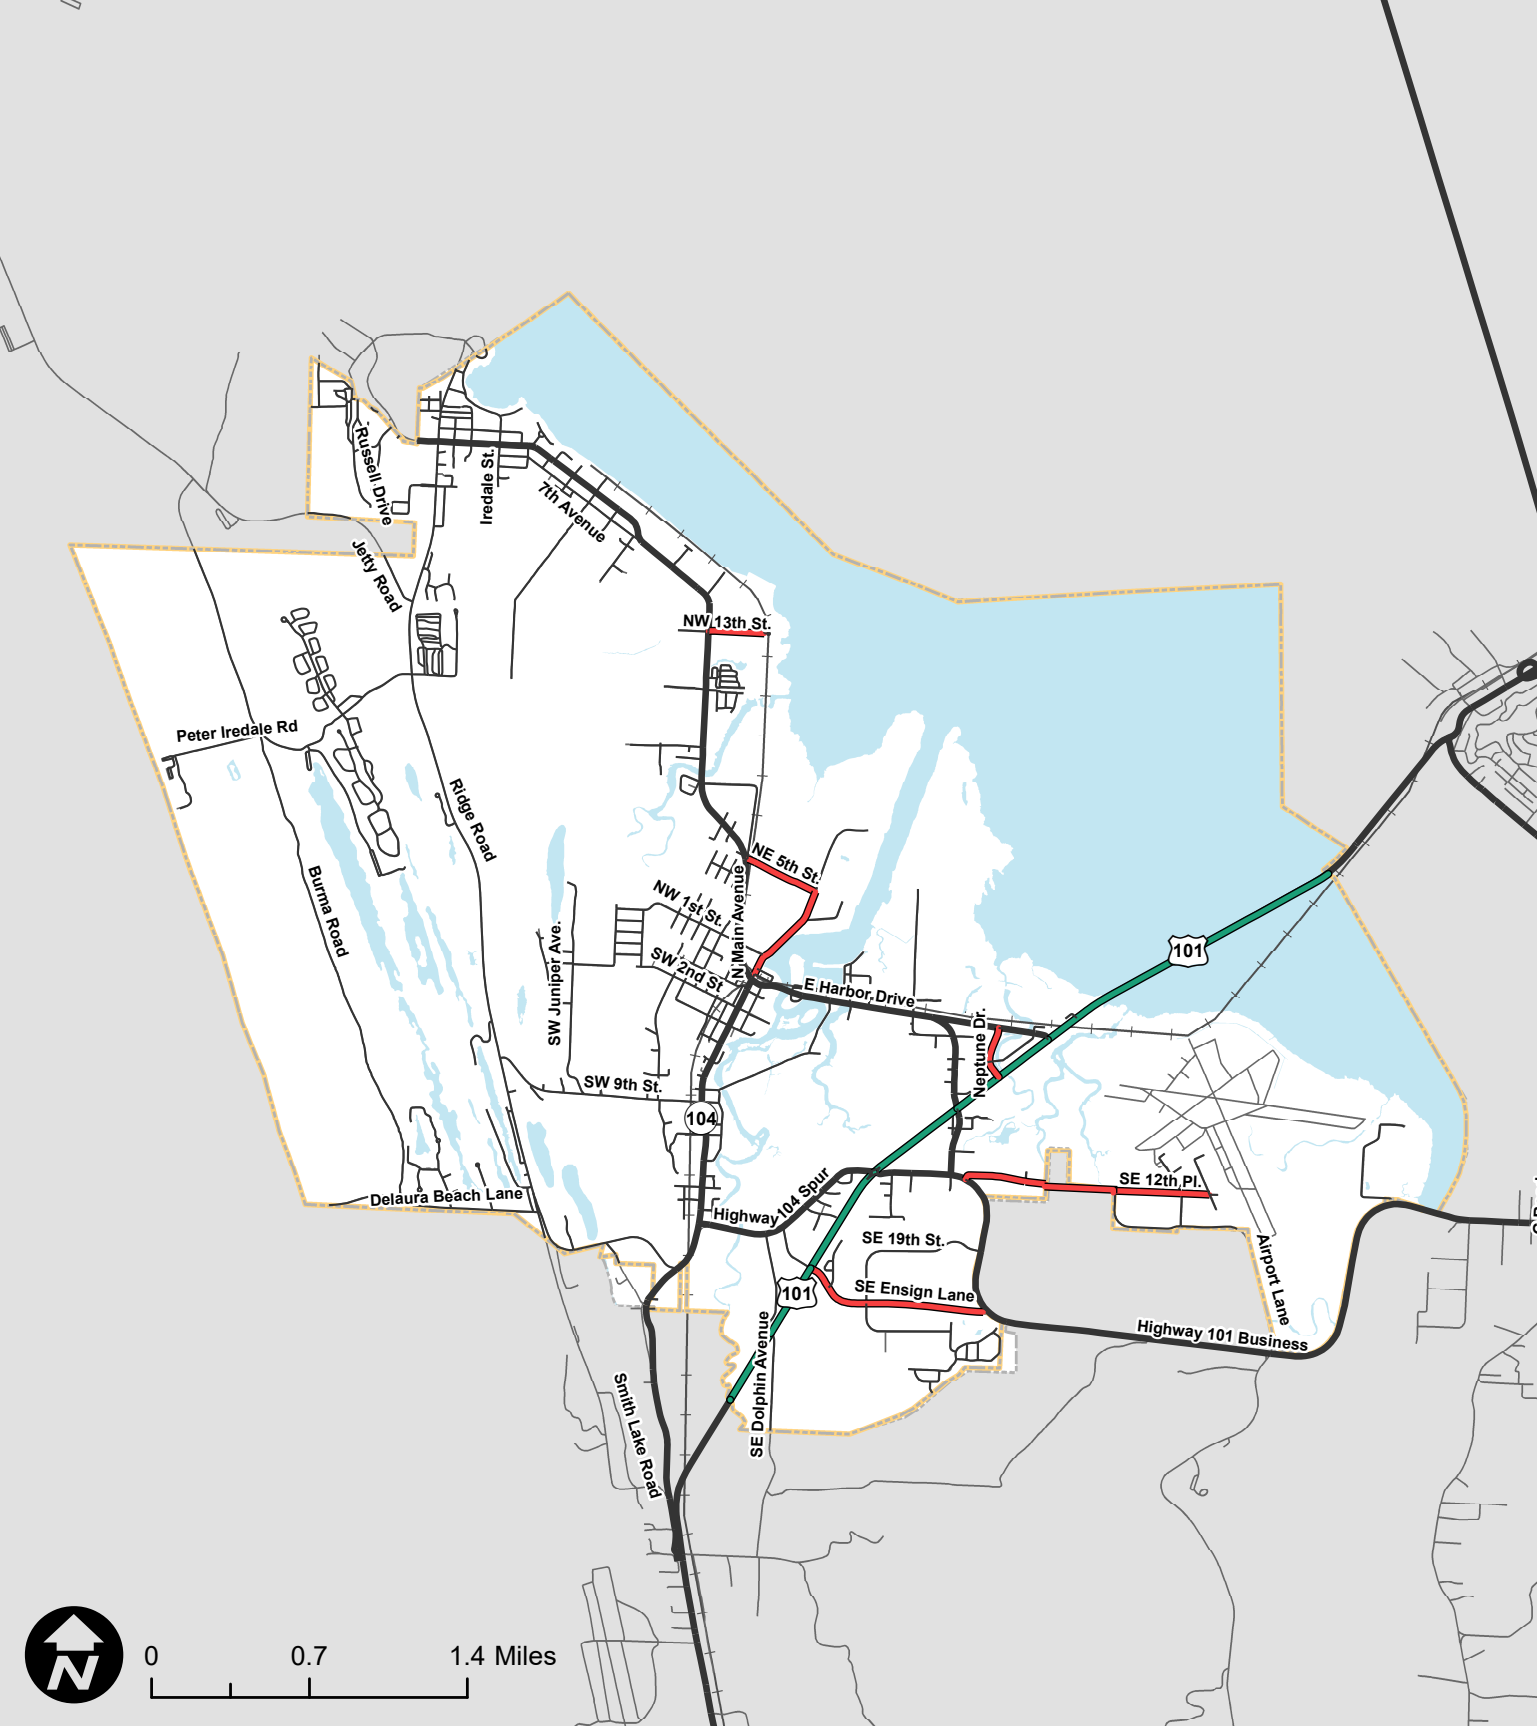 Russell Drive
Iredale St.
7th Avenue
Jetty Road
NW 13th St.
Peter Iredale Rd
Ridge Road
Burma Road
NE 5th St.
NW 1st St.
N Main Avenue
SW Juniper Ave.
SW 2nd St
E Harbor Drive
101
Neptune Dr.
SW 9th St.
104
Delaura Beach Lane
Highway 104 Spur
SE 12th Pl.
SE 19th St.
Airport Lane
101
SE Ensign Lane
Highway 101 Business
SE Dolphin Avenue
Smith Lake Road
N
0 0.7 1.4 Miles